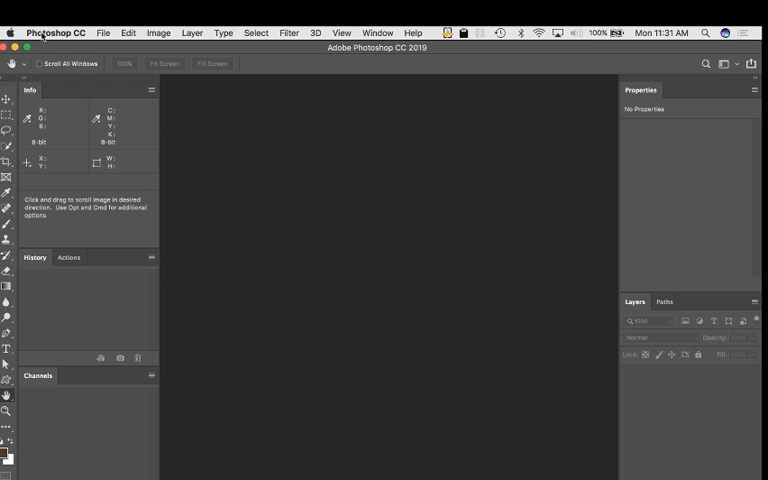 Photoshop CC File Edit Image Layer Type Select Filter 3D View Window Help 100% Mon 11:31 AM
Adobe Photoshop CC 2019
Scroll All Windows 100% Fit Screen Fill Screen
Info
R:
G:
B:
8-bit
C:
M:
Y:
K:
8-bit
X:
Y:
W:
H:
Click and drag to scroll image in desired
direction. Use Opt and Cmd for additional
options
History Actions
Channels
Properties
No Properties
Layers Paths
Kind
Normal Opacity: 100%
Lock: Fill: 100%